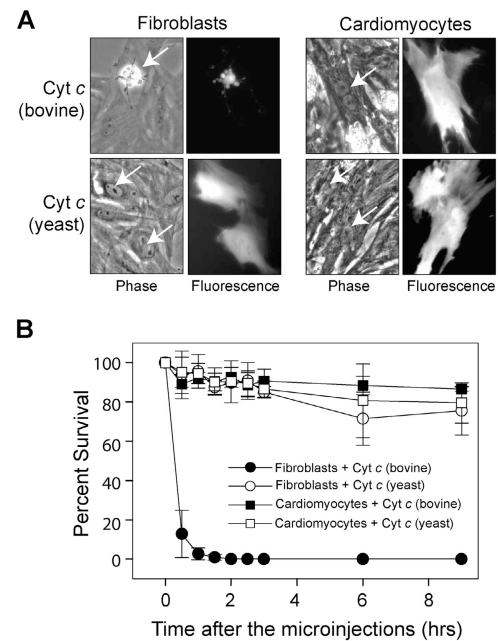 A
Fibroblasts
Cardiomyocytes
Cyt c
(bovine)
Cyt c
(yeast)
Phase
Fluorescence
Phase
Fluorescence
B
Percent Survival
100
80
60
40
20
0
Fibroblasts + Cyt c (bovine)
Fibroblasts + Cyt c (yeast)
Cardiomyocytes + Cyt c (bovine)
Cardiomyocytes + Cyt c (yeast)
0 2 4 6 8
Time after the microinjections (hrs)